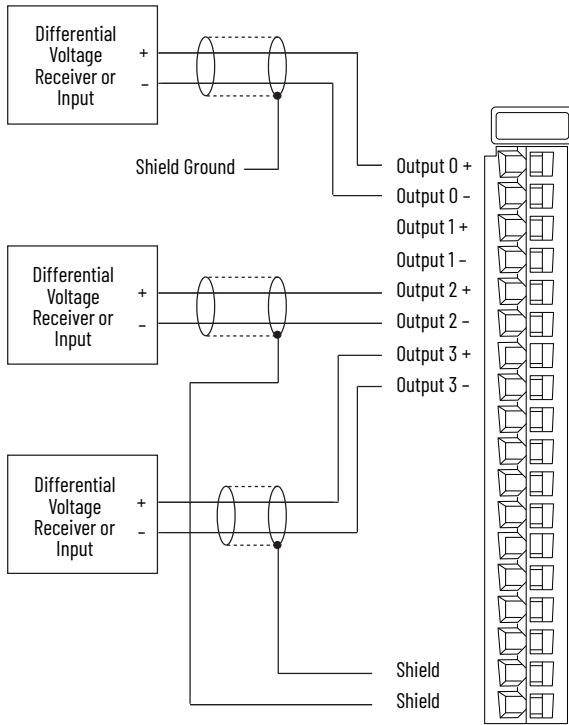 Differential
Voltage
Receiver or
Input
+
−
Shield Ground
Output 0 +
Output 0 −
Output 1 +
Output 1 −
Differential
Voltage
Receiver or
Input
+
−
Output 2 +
Output 2 −
Output 3 +
Output 3 −
Differential
Voltage
Receiver or
Input
+
−
Shield
Shield